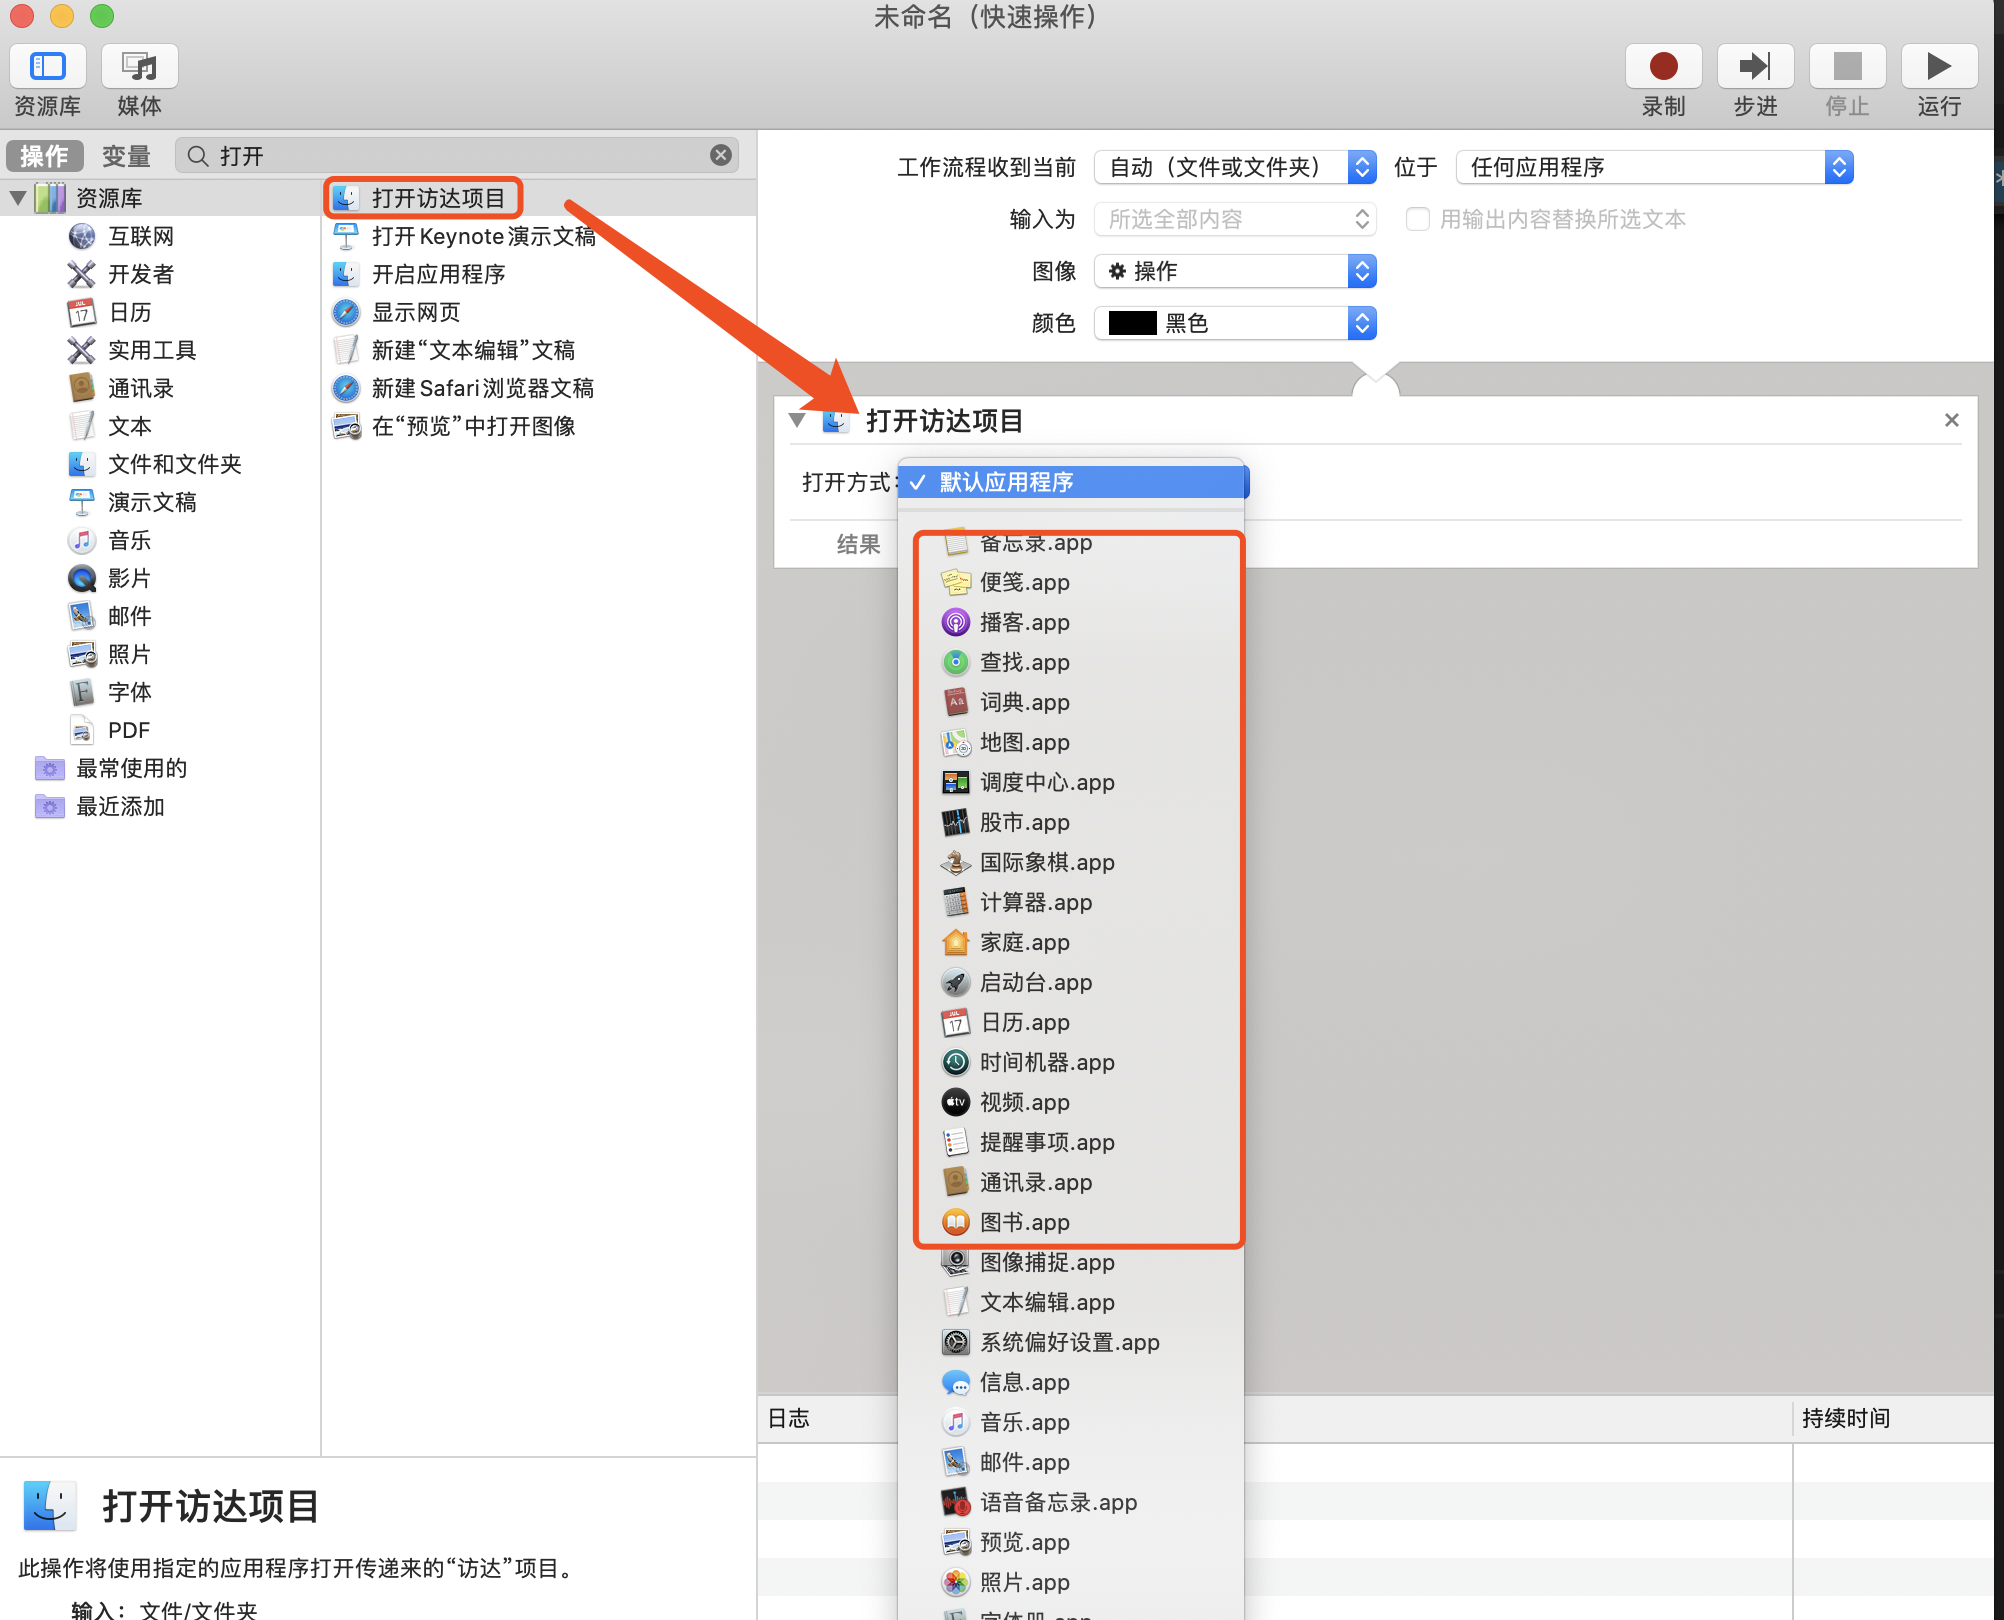 未命名（快速操作）
资源库
媒体
录制
步进
停止
运行
操作
变量
打开
资源库
互联网
开发者
日历
实用工具
通讯录
文本
文件和文件夹
演示文稿
音乐
影片
邮件
照片
字体
PDF
最常使用的
最近添加
打开访达项目
打开 Keynote 演示文稿
开启应用程序
显示网页
新建“文本编辑”文稿
新建 Safari 浏览器文稿
在“预览”中打开图像
工作流程收到当前 自动（文件或文件夹） 位于 任何应用程序
输入为 所选全部内容 用输出内容替换所选文本
图像 操作
颜色 黑色
打开访达项目
打开方式： 默认应用程序
结果
备忘录.app
便笺.app
播客.app
查找.app
词典.app
地图.app
调度中心.app
股市.app
国际象棋.app
计算器.app
家庭.app
启动台.app
日历.app
时间机器.app
视频.app
提醒事项.app
通讯录.app
图书.app
图像捕捉.app
文本编辑.app
系统偏好设置.app
信息.app
音乐.app
邮件.app
语音备忘录.app
预览.app
照片.app
字体册.app
日志
持续时间
打开访达项目
此操作将使用指定的应用程序打开传递来的“访达”项目。
输入： 文件/文件夹